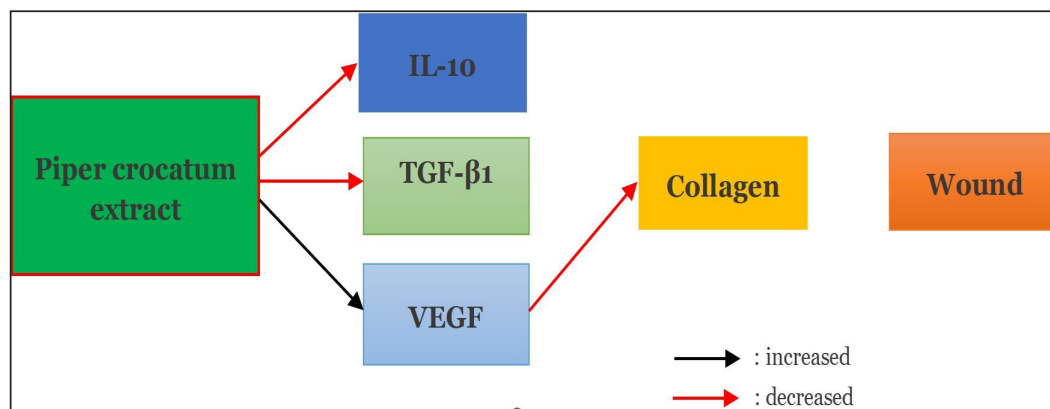 IL-10
Piper crocatum
extract
TGF-β1
Collagen
Wound
VEGF
: increased
: decreased